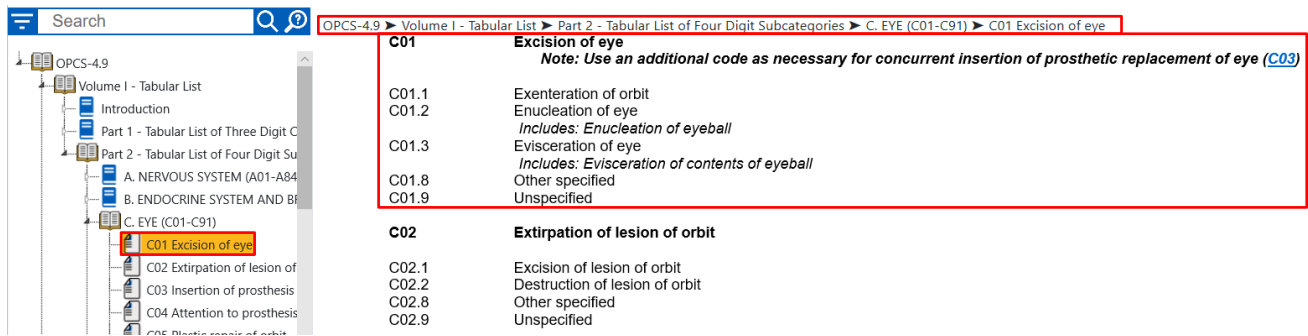 Search
OPCS-4.9
Volume I - Tabular List
Introduction
Part 1 - Tabular List of Three Digit C
Part 2 - Tabular List of Four Digit Su
A. NERVOUS SYSTEM (A01-A84
B. ENDOCRINE SYSTEM AND BR
C. EYE (C01-C91)
C01 Excision of eye
C02 Extirpation of lesion of
C03 Insertion of prosthesis
C04 Attention to prosthesis
C05 Plastic repair of orbit
OPCS-4.9 ➤ Volume I - Tabular List ➤ Part 2 - Tabular List of Four Digit Subcategories ➤ C. EYE (C01-C91) ➤ C01 Excision of eye
C01 Excision of eye
Note: Use an additional code as necessary for concurrent insertion of prosthetic replacement of eye (C03)
C01.1 Exenteration of orbit
C01.2 Enucleation of eye
Includes: Enucleation of eyeball
C01.3 Evisceration of eye
Includes: Evisceration of contents of eyeball
C01.8 Other specified
C01.9 Unspecified
C02 Extirpation of lesion of orbit
C02.1 Excision of lesion of orbit
C02.2 Destruction of lesion of orbit
C02.8 Other specified
C02.9 Unspecified